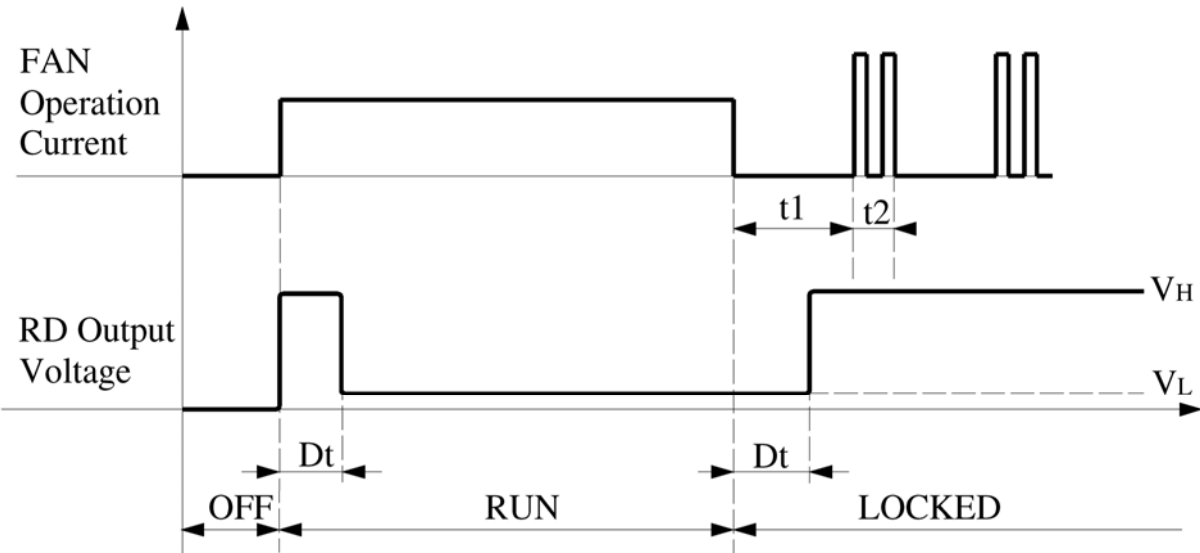 FAN
Operation
Current
t1
t2
RD Output
Voltage
VH
VL
Dt
Dt
OFF
RUN
LOCKED